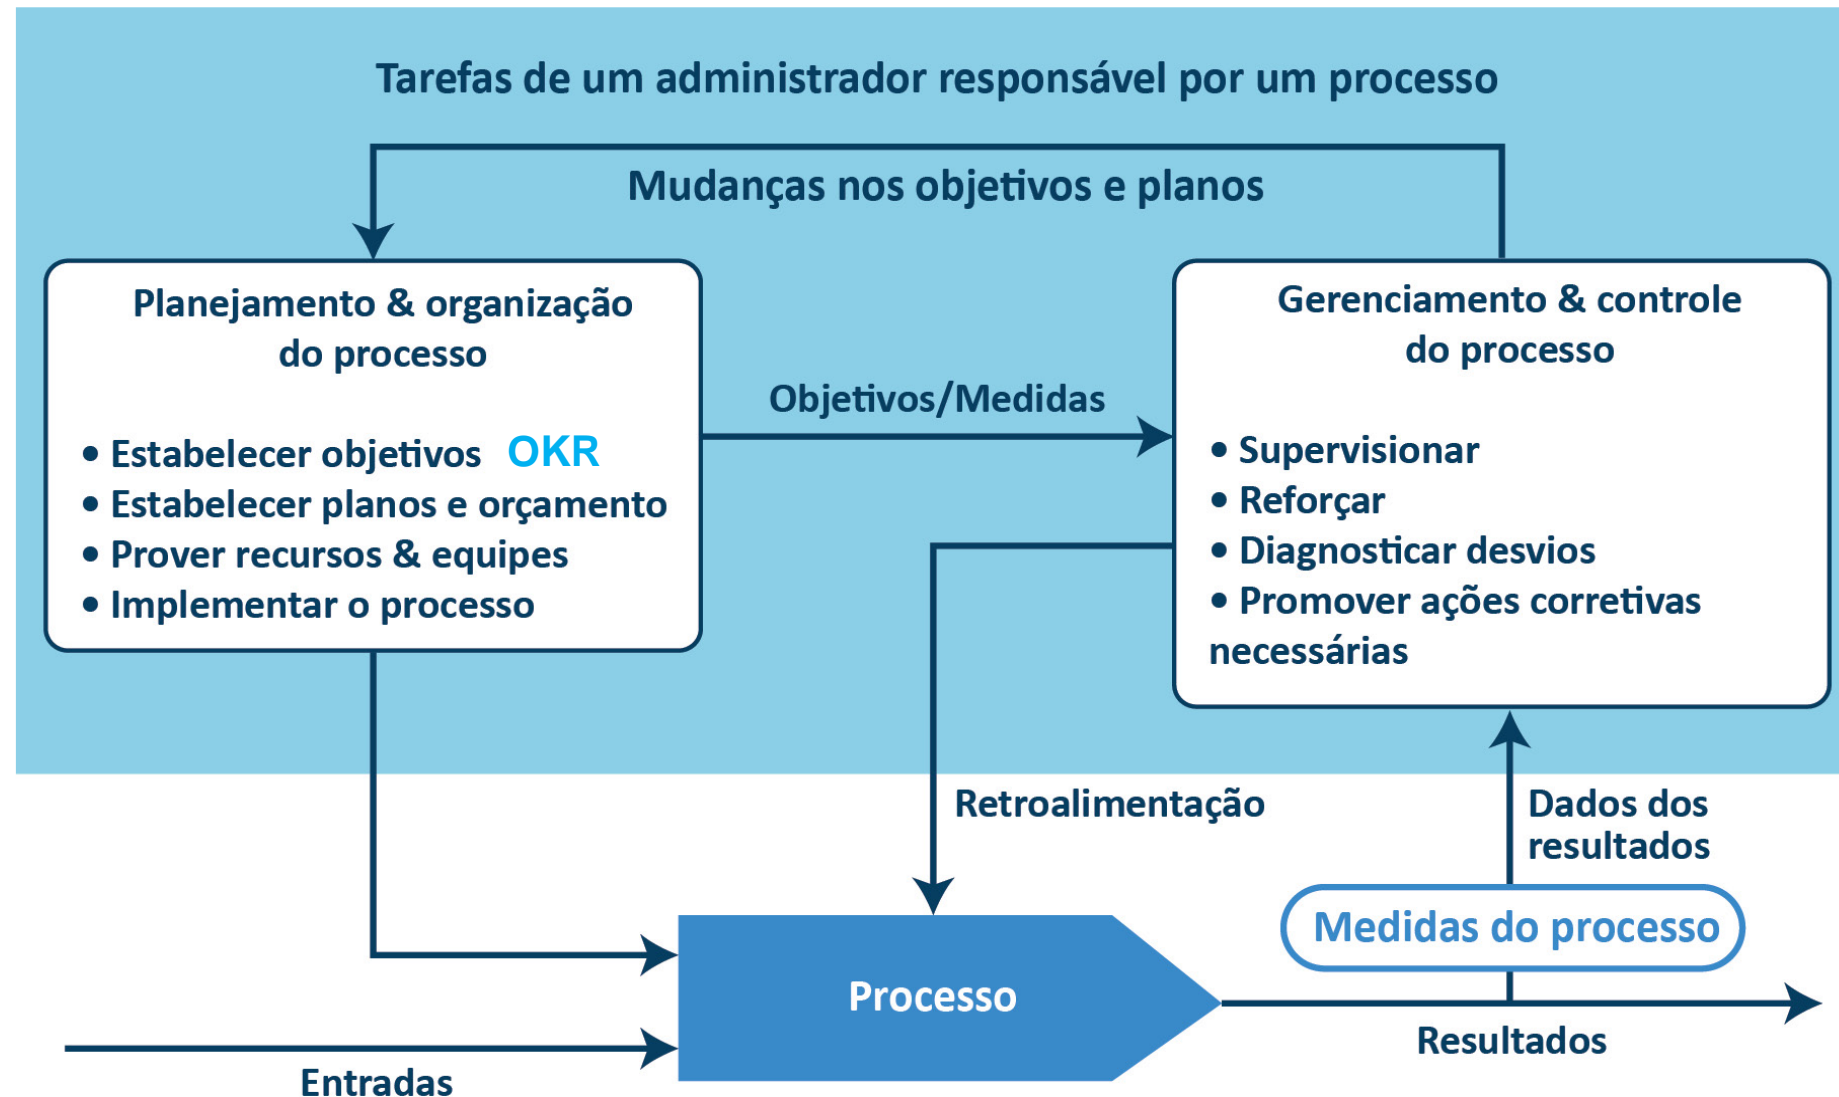 Tarefas de um administrador responsável por um processo
Mudanças nos objetivos e planos
Planejamento & organização
do processo
• Estabelecer objetivos OKR
• Estabelecer planos e orçamento
• Prover recursos & equipes
• Implementar o processo
Objetivos/Medidas
Gerenciamento & controle
do processo
• Supervisionar
• Reforçar
• Diagnosticar desvios
• Promover ações corretivas
necessárias
Retroalimentação
Dados dos
resultados
Medidas do processo
Processo
Resultados
Entradas